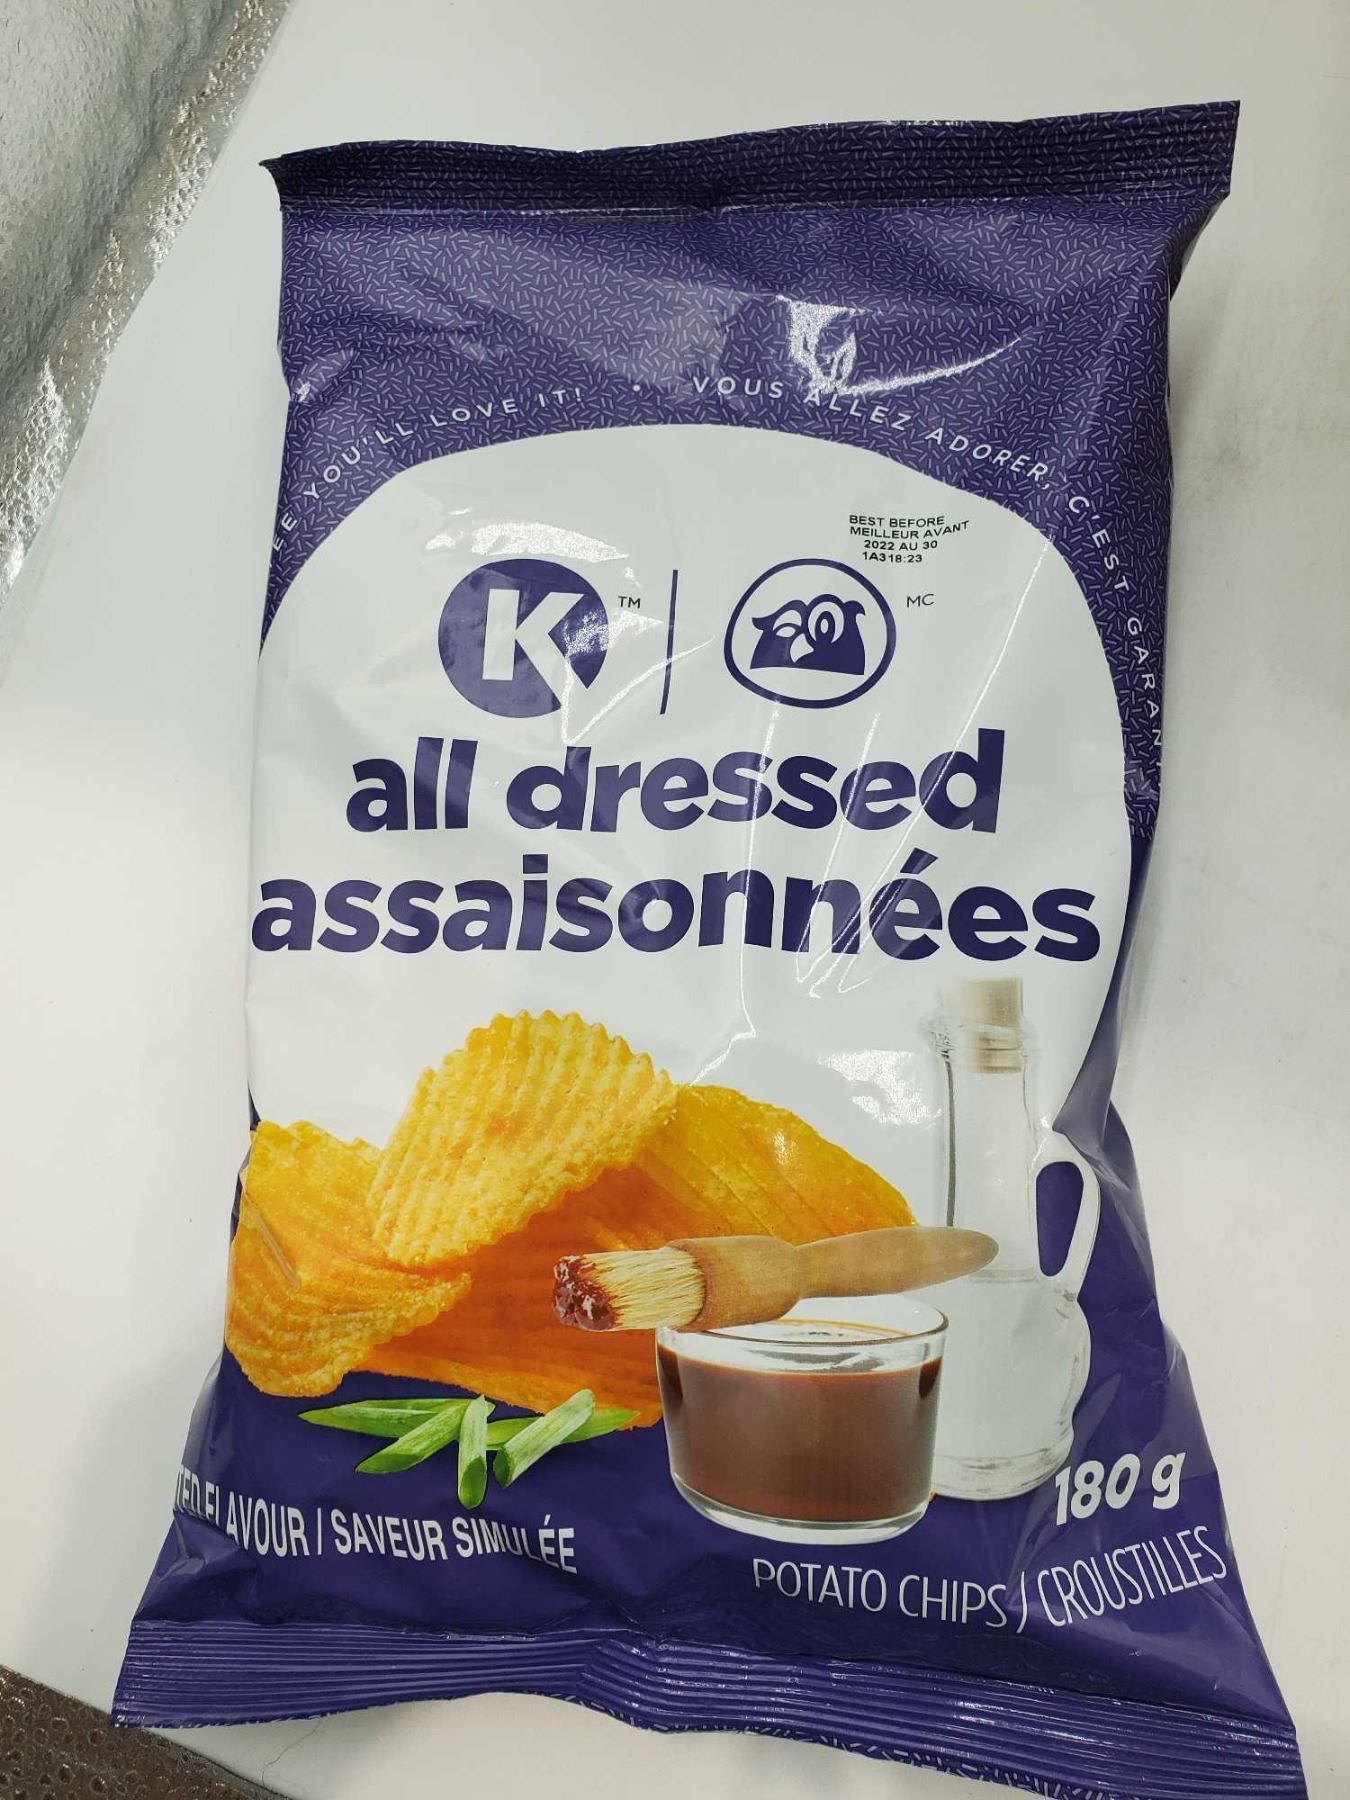 YOU'LL LOVE IT! • VOUS ALLEZ ADORER, C'EST GARAN
BEST BEFORE
MEILLEUR AVANT
2022 AU 30
1A318:23
K TM | MC
all dressed
assaisonnées
180 g
FLAVOUR / SAVEUR SIMULÉE
POTATO CHIPS / CROUSTILLES